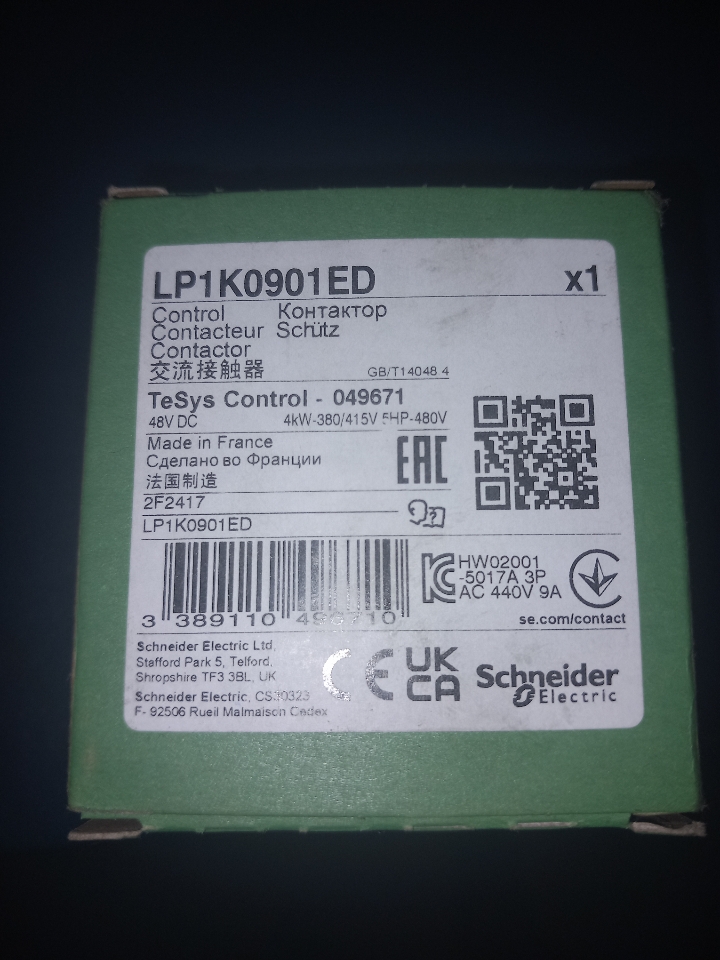 LP1K0901ED x1
Control Контактор
Contacteur Schütz
Contactor
交流接触器 GB/T14048 4
TeSys Control - 049671
48V DC 4kW-380/415V 5HP-480V
Made in France
Сделано во Франции
法国制造
EAC
2F2417
LP1K0901ED
3 389110 496710
HW02001
-5017A 3P
AC 440V 9A
se.com/contact
Schneider Electric Ltd,
Stafford Park 5, Telford,
Shropshire TF3 3BL, UK
Schneider Electric, CS30323
F- 92506 Rueil Malmaison Cedex
CE
UK
CA
Schneider
Electric